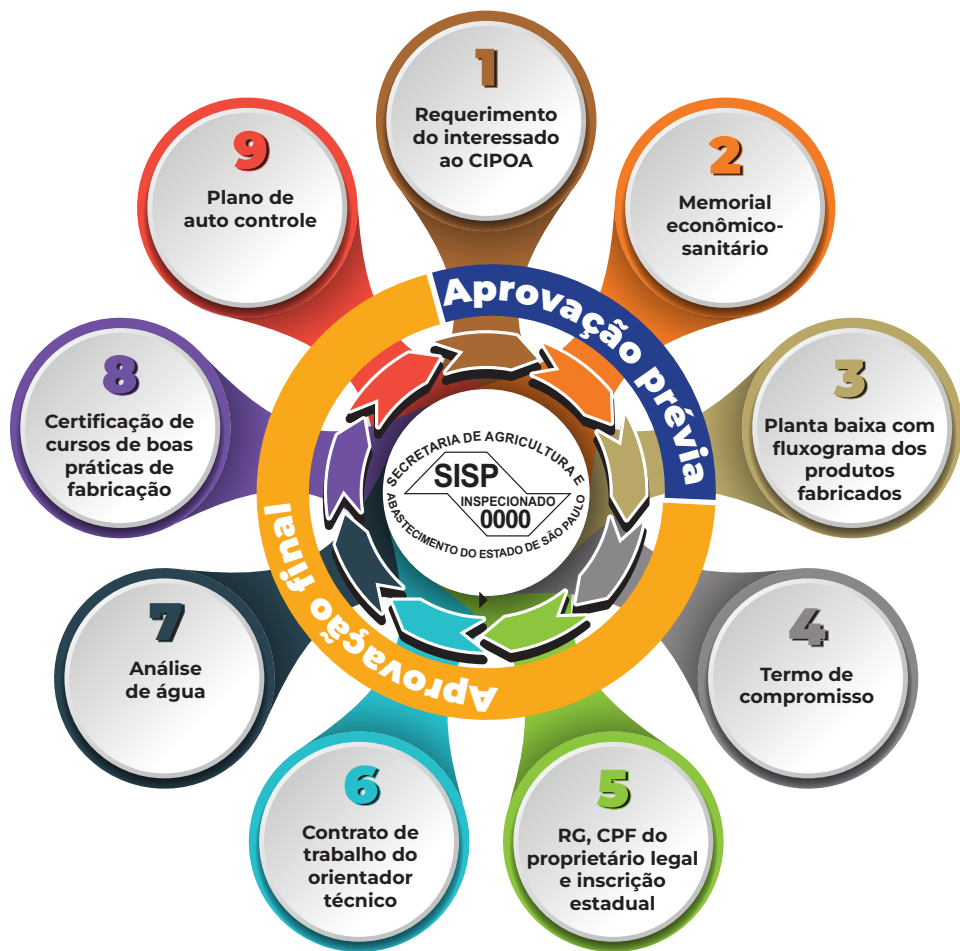 1
Requerimento
do interessado
ao CIPOA
2
Memorial
econômico-
sanitário
3
Planta baixa com
fluxograma dos
produtos
fabricados
4
Termo de
compromisso
5
RG, CPF do
proprietário legal
e inscrição
estadual
6
Contrato de
trabalho do
orientador
técnico
7
Análise
de água
8
Certificação de
cursos de boas
práticas de
fabricação
9
Plano de
auto controle
Aprovação prévia
Aprovação final
SECRETARIA DE AGRICULTURA E
SISP
INSPECIONADO
0000
ABASTECIMENTO DO ESTADO DE SÃO PAULO